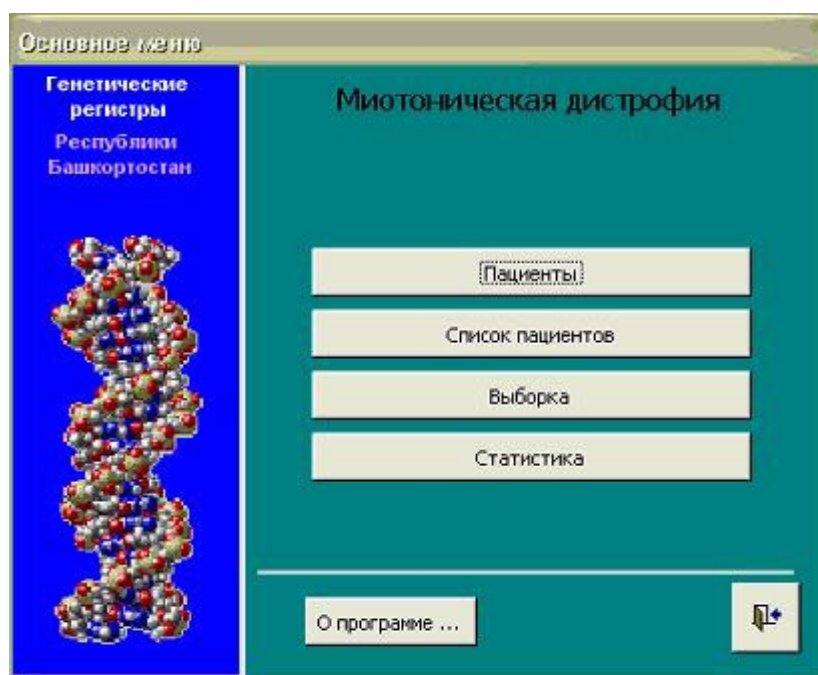 Основное меню
Генетические
регистры
Республики
Башкортостан
Миотоническая дистрофия
Пациенты
Список пациентов
Выборка
Статистика
О программе ...